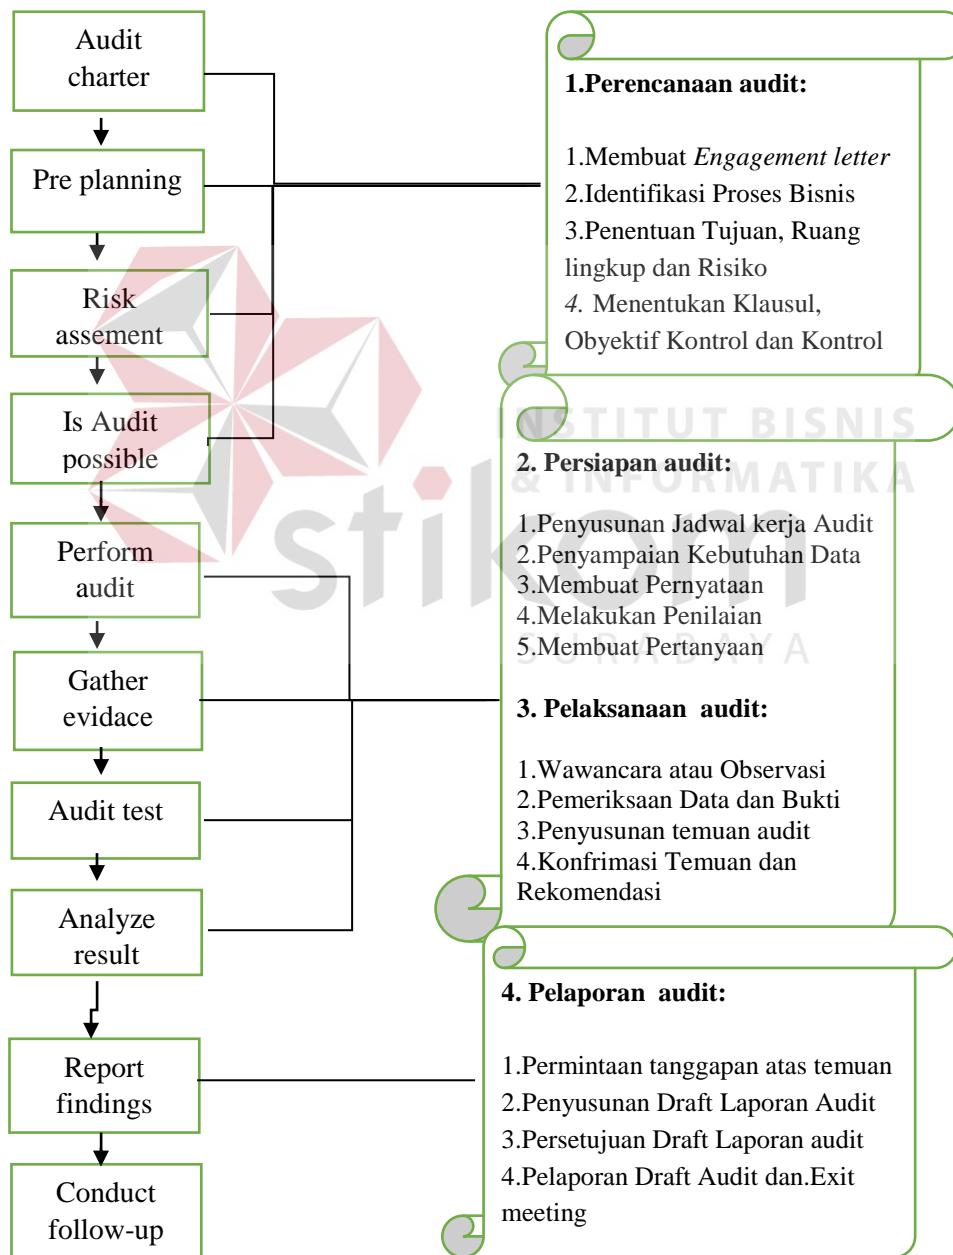 Audit
charter
Pre planning
Risk
assement
Is Audit
possible
Perform
audit
Gather
evidace
Audit test
Analyze
result
Report
findings
Conduct
follow-up
1.Perencanaan audit:
1.Membuat Engagement letter
2.Identifikasi Proses Bisnis
3.Penentuan Tujuan, Ruang
lingkup dan Risiko
4. Menentukan Klausul,
Obyektif Kontrol dan Kontrol
2. Persiapan audit:
1.Penyusunan Jadwal kerja Audit
2.Penyampaian Kebutuhan Data
3.Membuat Pernyataan
4.Melakukan Penilaian
5.Membuat Pertanyaan
3. Pelaksanaan  audit:
1.Wawancara atau Observasi
2.Pemeriksaan Data dan Bukti
3.Penyusunan temuan audit
4.Konfrimasi Temuan dan
Rekomendasi
4. Pelaporan  audit:
1.Permintaan tanggapan atas temuan
2.Penyusunan Draft Laporan Audit
3.Persetujuan Draft Laporan audit
4.Pelaporan Draft Audit dan.Exit
meeting
INSTITUT BISNIS
& INFORMATIKA
stikom
SURABAYA